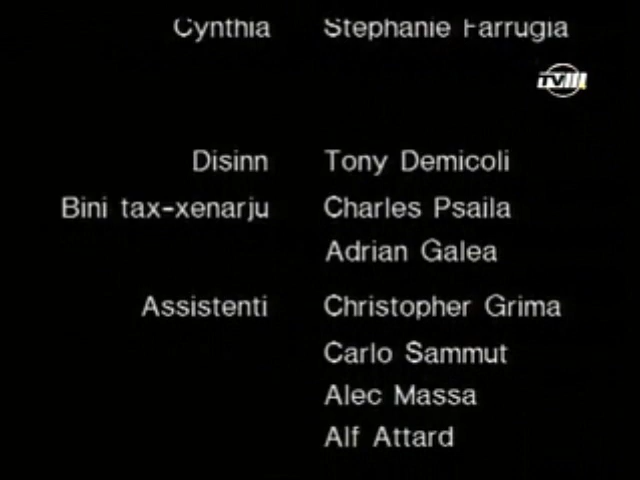 Cynthia Stephanie Farrugia
TV
Disinn Tony Demicoli
Bini tax-xenarju Charles Psaila
Adrian Galea
Assistenti Christopher Grima
Carlo Sammut
Alec Massa
Alf Attard